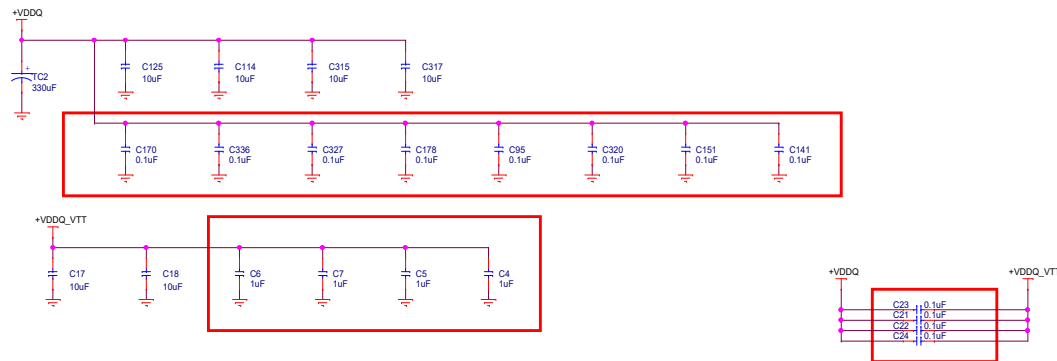 +VDDQ
+
TC2
330uF
C125
10uF
C114
10uF
C315
10uF
C317
10uF
C170
0.1uF
C336
0.1uF
C327
0.1uF
C178
0.1uF
C95
0.1uF
C320
0.1uF
C151
0.1uF
C141
0.1uF
+VDDQ_VTT
C17
10uF
C18
10uF
C6
1uF
C7
1uF
C5
1uF
C4
1uF
+VDDQ
+VDDQ_VTT
C23 0.1uF
C21 0.1uF
C22 0.1uF
C24 0.1uF